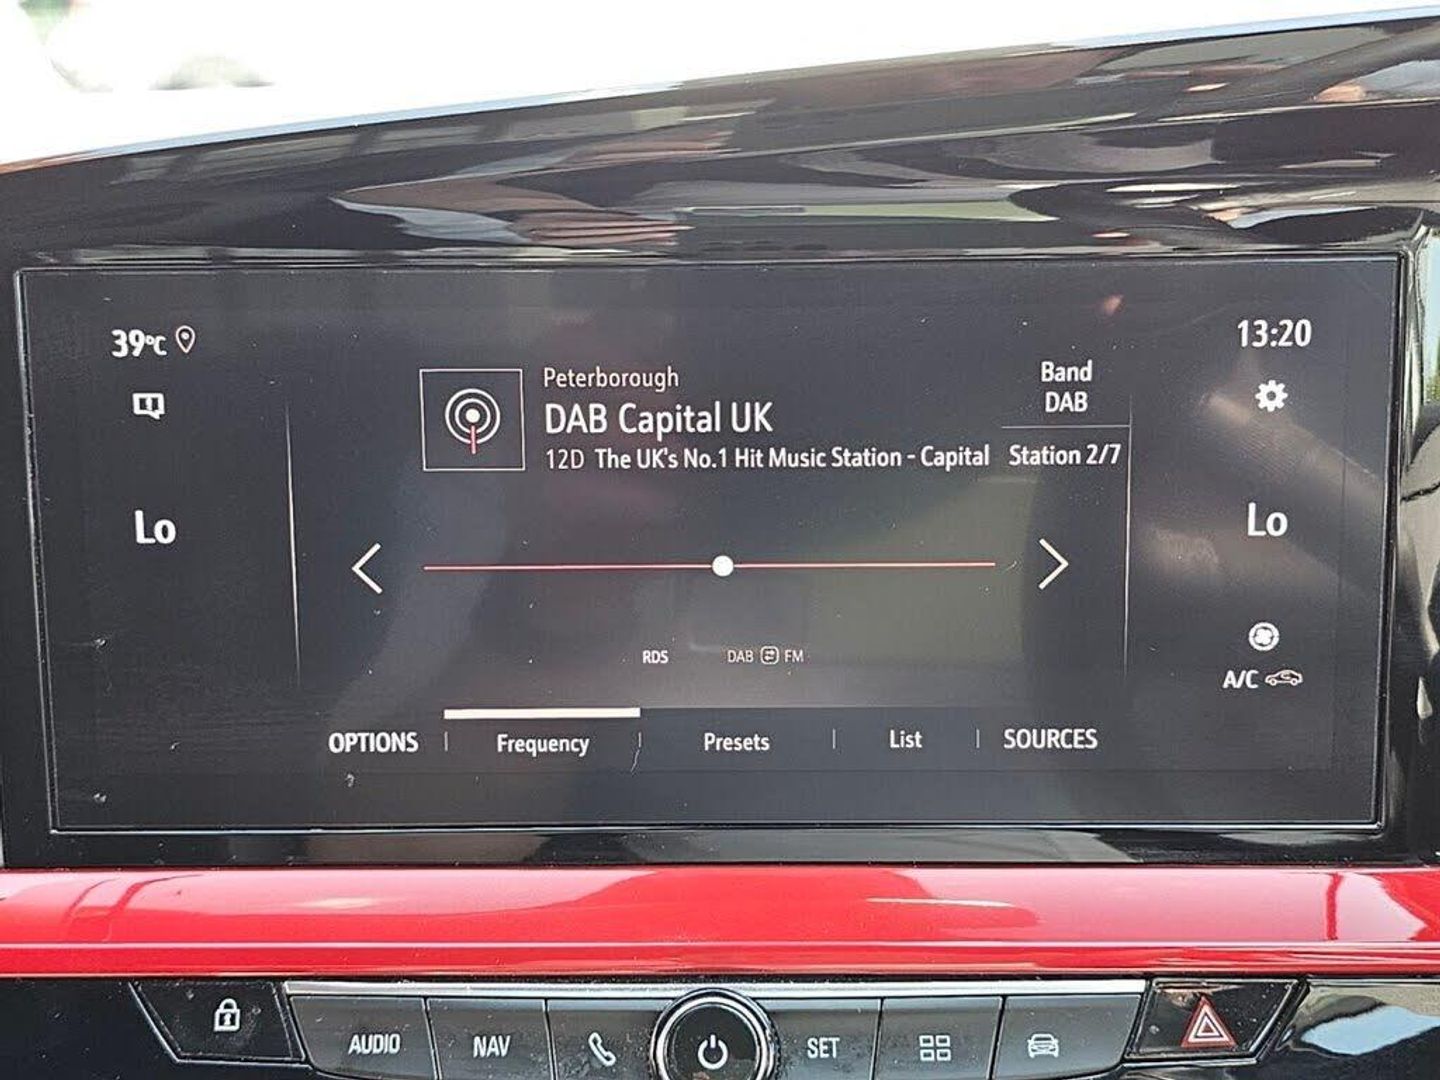 39°C
13:20
Peterborough
DAB Capital UK
12D The UK's No.1 Hit Music Station - Capital
Band
DAB
Station 2/7
Lo
Lo
RDS
DAB FM
A/C
OPTIONS Frequency Presets List SOURCES
AUDIO NAV SET